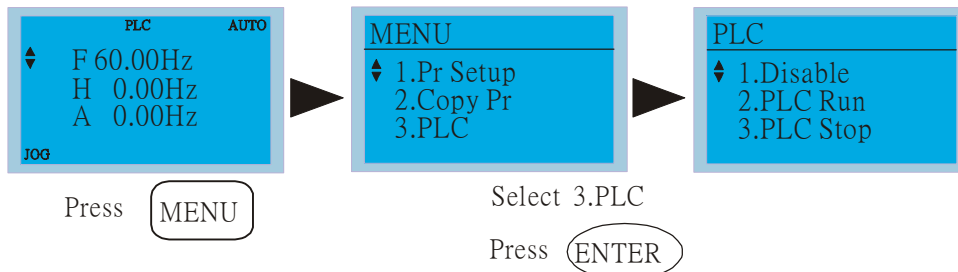 PLC AUTO
F 60.00Hz
H 0.00Hz
A 0.00Hz
JOG
Press MENU
MENU
1.Pr Setup
2.Copy Pr
3.PLC
Select 3.PLC
Press ENTER
PLC
1.Disable
2.PLC Run
3.PLC Stop